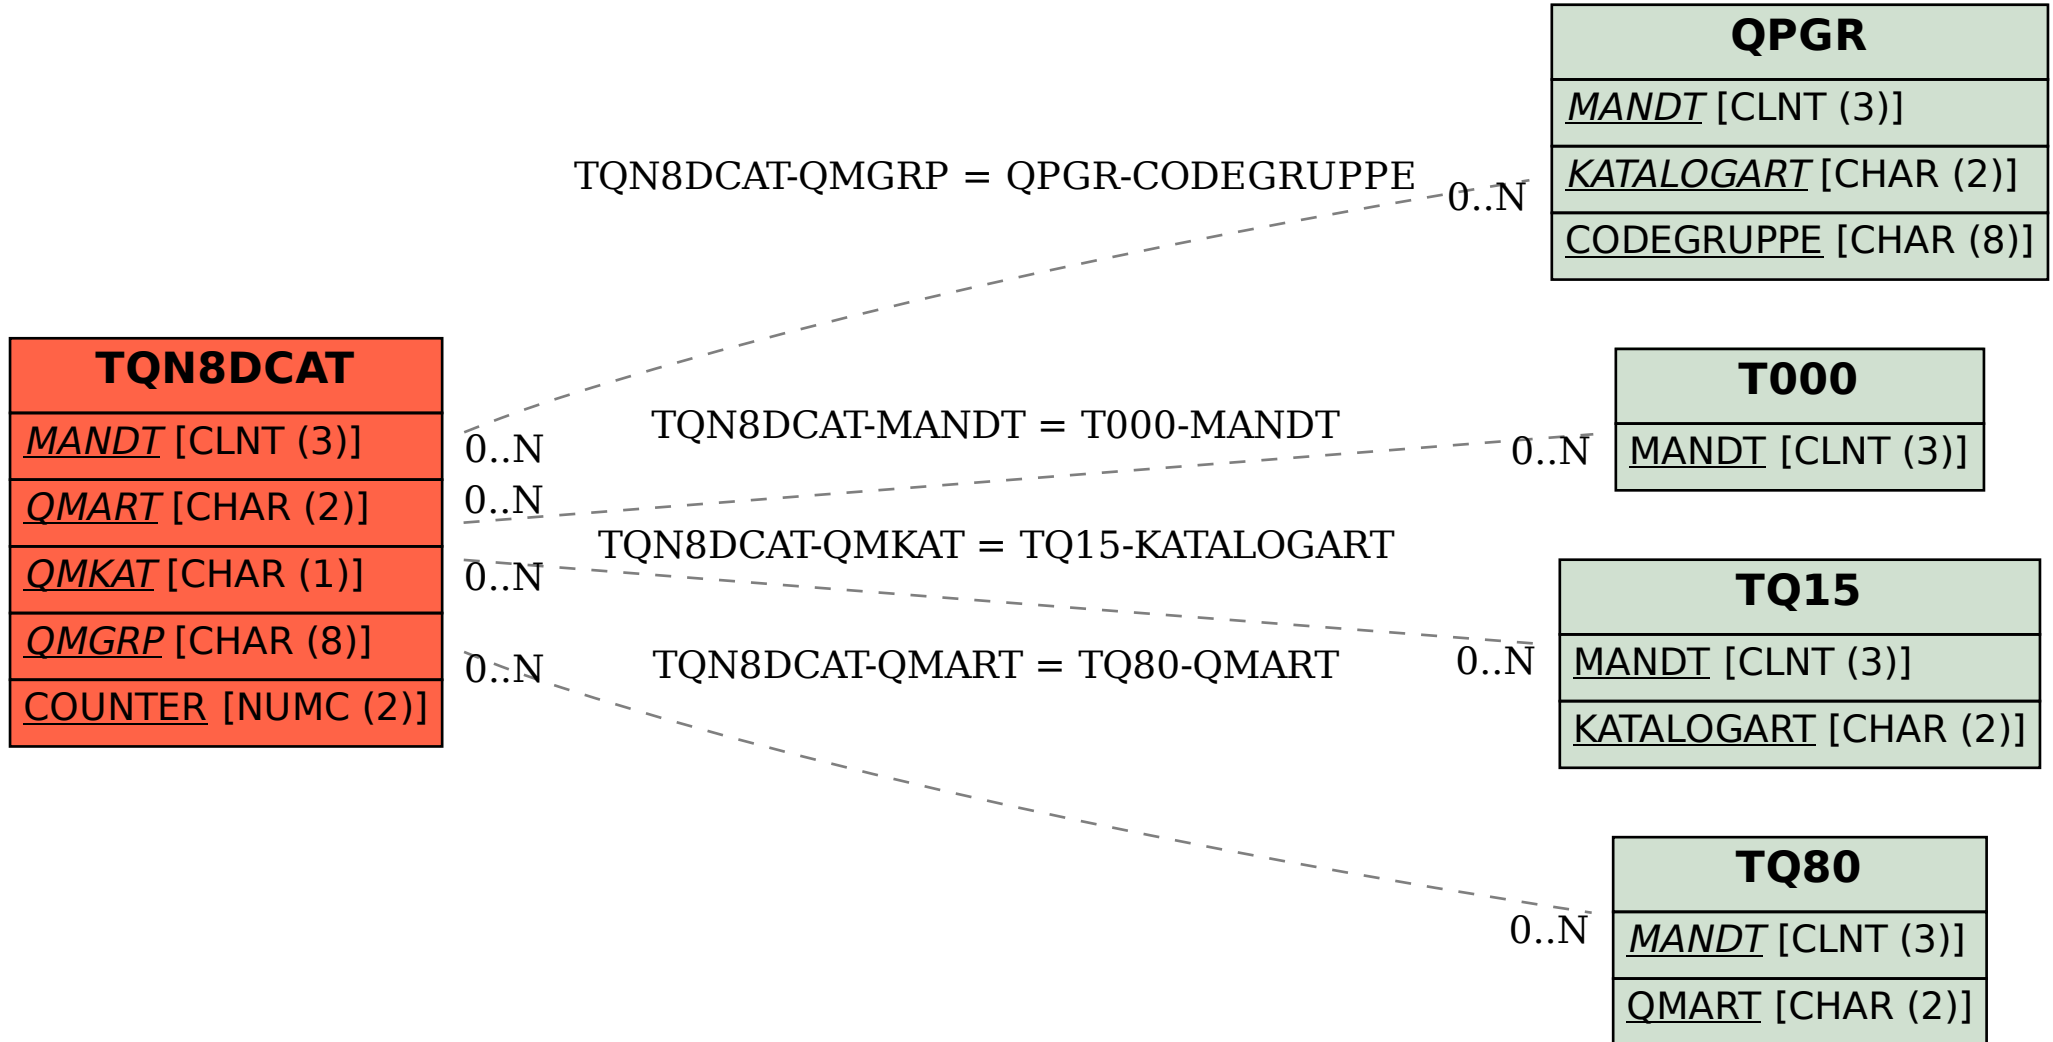 QPGR
MANDT [CLNT (3)]
KATALOGART [CHAR (2)]
CODEGRUPPE [CHAR (8)]
TQN8DCAT-QMGRP = QPGR-CODEGRUPPE
0..N
TQN8DCAT
MANDT [CLNT (3)]
QMART [CHAR (2)]
QMKAT [CHAR (1)]
QMGRP [CHAR (8)]
COUNTER [NUMC (2)]
0..N
0..N
0..N
0..N
TQN8DCAT-MANDT = T000-MANDT
0..N
T000
MANDT [CLNT (3)]
TQN8DCAT-QMKAT = TQ15-KATALOGART
0..N
TQ15
MANDT [CLNT (3)]
KATALOGART [CHAR (2)]
TQN8DCAT-QMART = TQ80-QMART
0..N
TQ80
MANDT [CLNT (3)]
QMART [CHAR (2)]